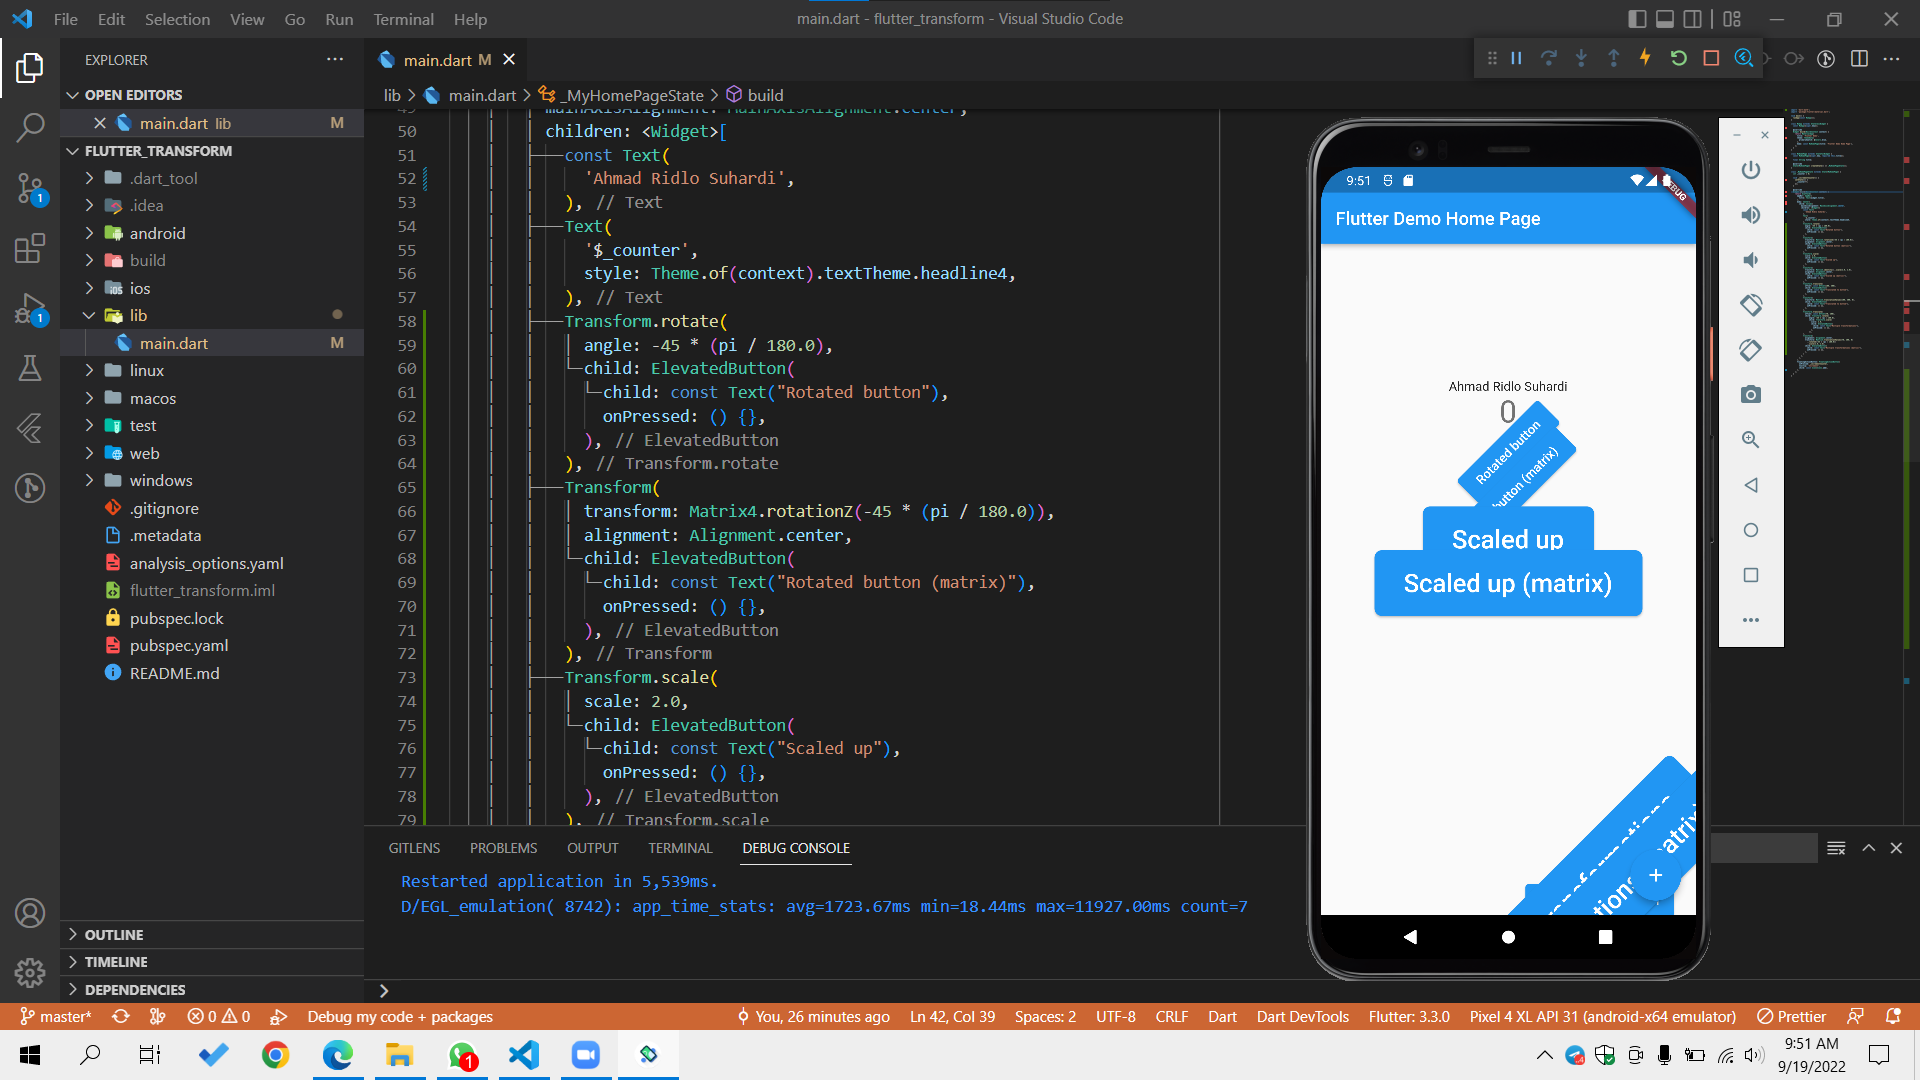 File Edit Selection View Go Run Terminal Help
main.dart - flutter_transform - Visual Studio Code
EXPLORER
OPEN EDITORS
main.dart lib M
FLUTTER_TRANSFORM
.dart_tool
.idea
android
build
ios
lib
main.dart M
linux
macos
test
web
windows
.gitignore
.metadata
analysis_options.yaml
flutter_transform.iml
pubspec.lock
pubspec.yaml
README.md
OUTLINE
TIMELINE
DEPENDENCIES
1
1
main.dart M
lib > main.dart > _MyHomePageState > build
49 mainAxisAlignment: MainAxisAlignment.center,
50 children: <Widget>[
51 const Text(
52 'Ahmad Ridlo Suhardi',
53 ), // Text
54 Text(
55 '$_counter',
56 style: Theme.of(context).textTheme.headline4,
57 ), // Text
58 Transform.rotate(
59 angle: -45 * (pi / 180.0),
60 child: ElevatedButton(
61 child: const Text("Rotated button"),
62 onPressed: () {},
63 ), // ElevatedButton
64 ), // Transform.rotate
65 Transform(
66 transform: Matrix4.rotationZ(-45 * (pi / 180.0)),
67 alignment: Alignment.center,
68 child: ElevatedButton(
69 child: const Text("Rotated button (matrix)"),
70 onPressed: () {},
71 ), // ElevatedButton
72 ), // Transform
73 Transform.scale(
74 scale: 2.0,
75 child: ElevatedButton(
76 child: const Text("Scaled up"),
77 onPressed: () {},
78 ), // ElevatedButton
79 ), // Transform.scale
GITLENS PROBLEMS OUTPUT TERMINAL DEBUG CONSOLE
Restarted application in 5,539ms.
D/EGL_emulation( 8742): app_time_stats: avg=1723.67ms min=18.44ms max=11927.00ms count=7
9:51
Flutter Demo Home Page
Ahmad Ridlo Suhardi
0
Rotated button
button (matrix)
Scaled up
Scaled up (matrix)
master* 0 0 Debug my code + packages
You, 26 minutes ago Ln 42, Col 39 Spaces: 2 UTF-8 CRLF Dart Dart DevTools Flutter: 3.3.0 Pixel 4 XL API 31 (android-x64 emulator) Prettier
1
9:51 AM
9/19/2022